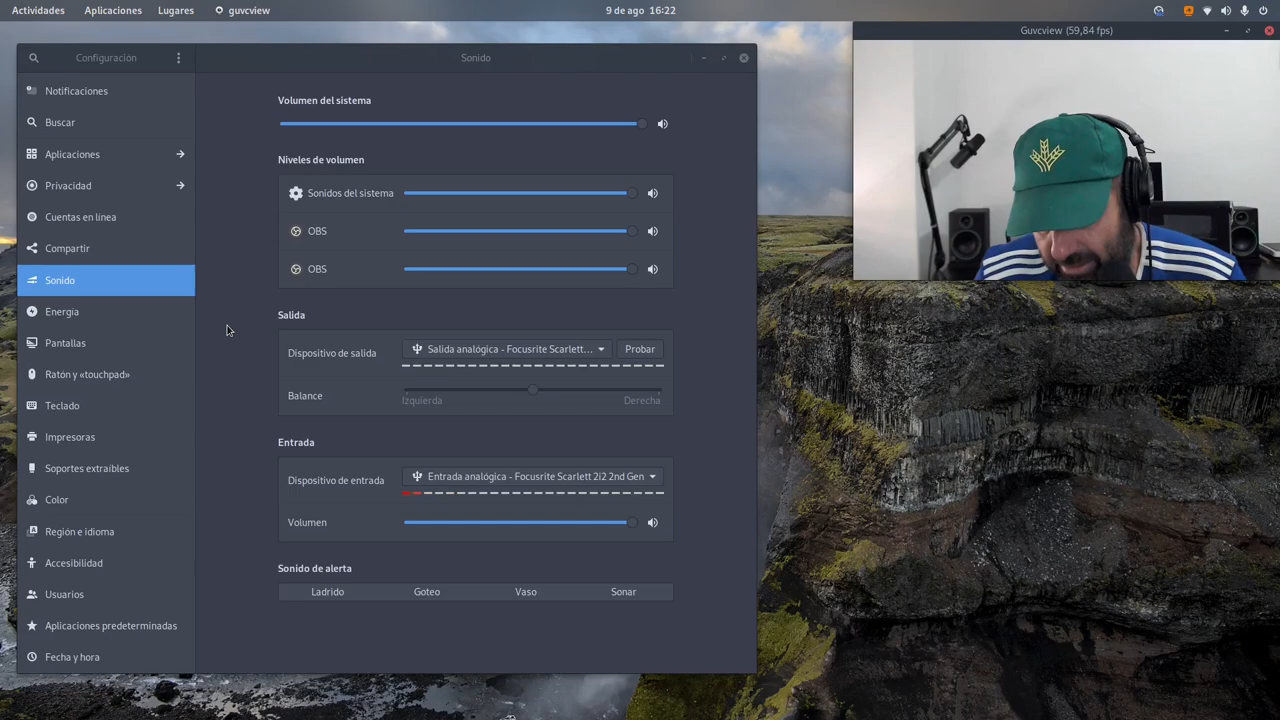 Actividades Aplicaciones Lugares guvcview 9 de ago 16:22
Guvcview (59,84 fps)
Configuración Sonido
Notificaciones
Buscar
Aplicaciones
Privacidad
Cuentas en línea
Compartir
Sonido
Energía
Pantallas
Ratón y «touchpad»
Teclado
Impresoras
Soportes extraíbles
Color
Región e idioma
Accesibilidad
Usuarios
Aplicaciones predeterminadas
Fecha y hora
Volumen del sistema
Niveles de volumen
Sonidos del sistema
OBS
OBS
Salida
Dispositivo de salida Salida analógica - Focusrite Scarlett... Probar
Balance
Izquierda Derecha
Entrada
Dispositivo de entrada Entrada analógica - Focusrite Scarlett 2i2 2nd Gen
Volumen
Sonido de alerta
Ladrido Goteo Vaso Sonar